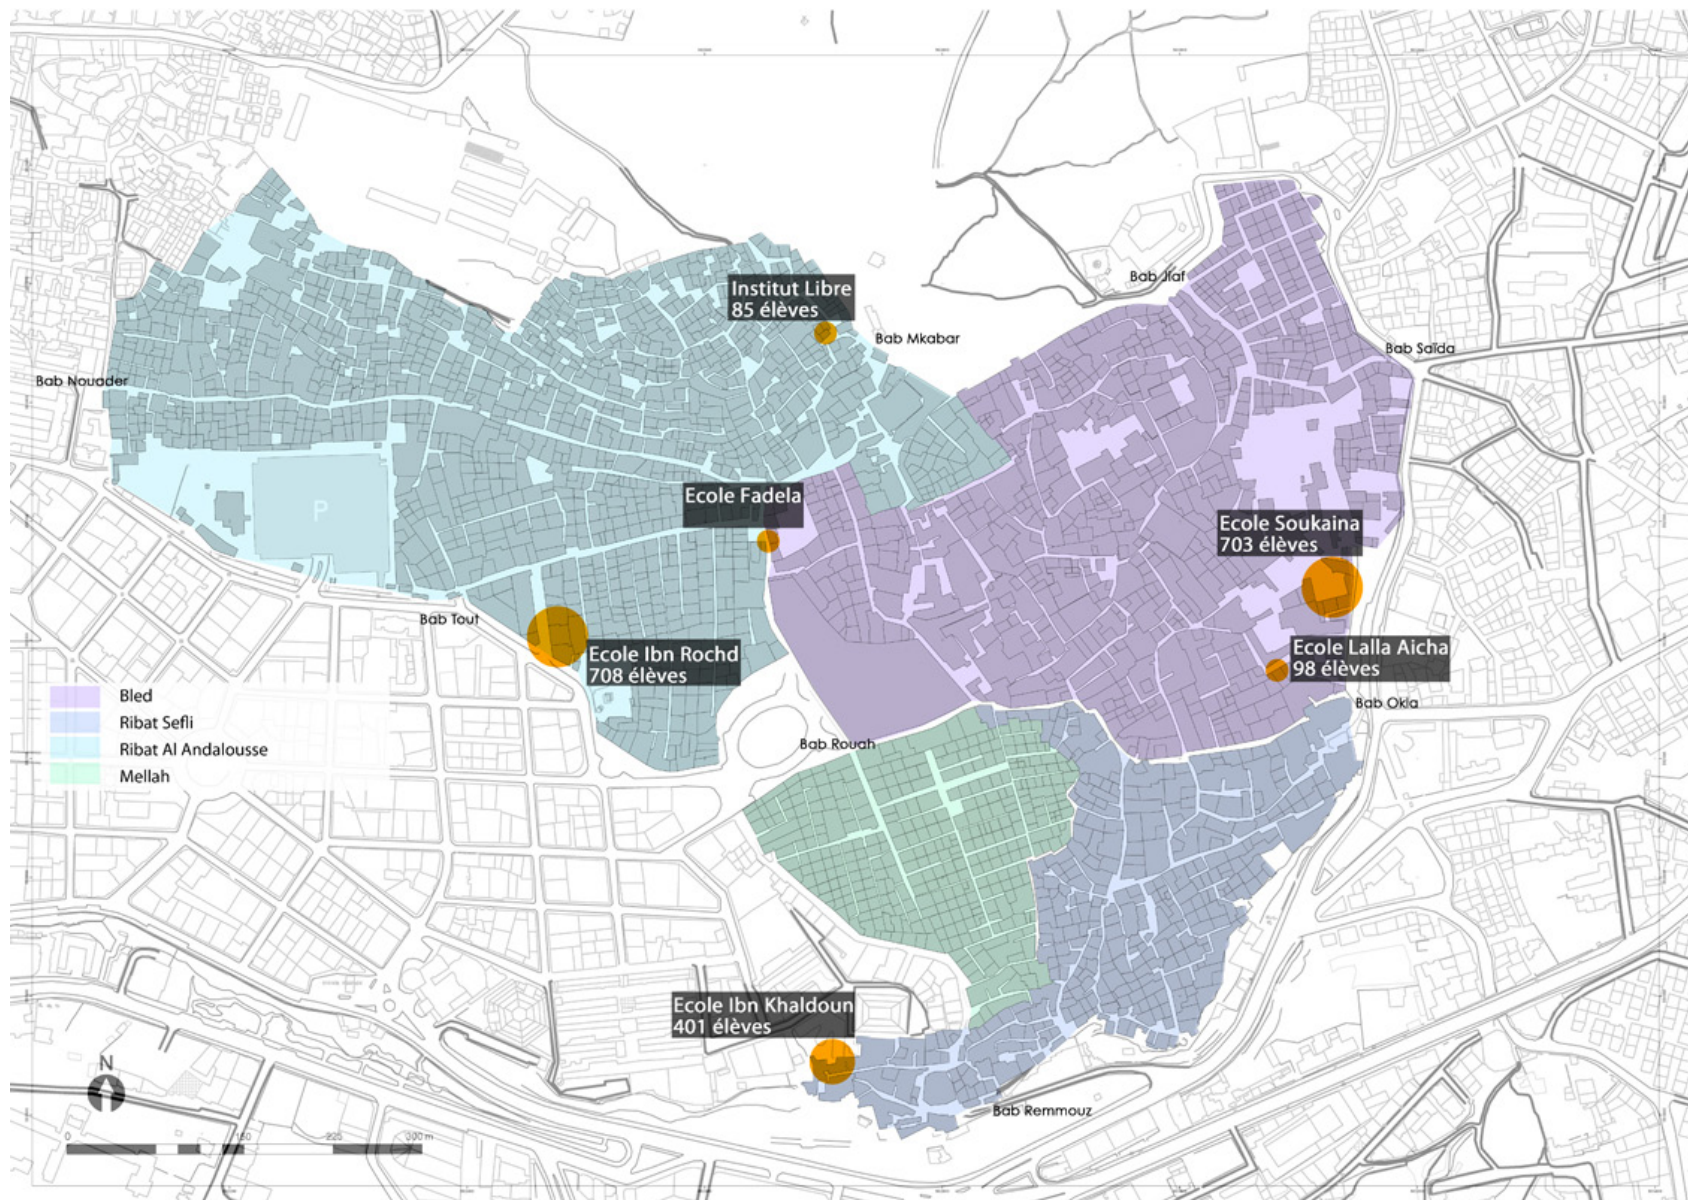 Bab Jiaf
Institut Libre
85 élèves
Bab Mkabar
Bab Saïda
Bab Nouader
Ecole Fadela
P
Ecole Soukaina
703 élèves
Bab Tout
Ecole Ibn Rochd
708 élèves
Ecole Lalla Aicha
98 élèves
Bab Okla
Bab Rouah
Bled
Ribat Sefli
Ribat Al Andalousse
Mellah
Ecole Ibn Khaldoun
401 élèves
N
Bab Remmouz
0 150 225 300 m